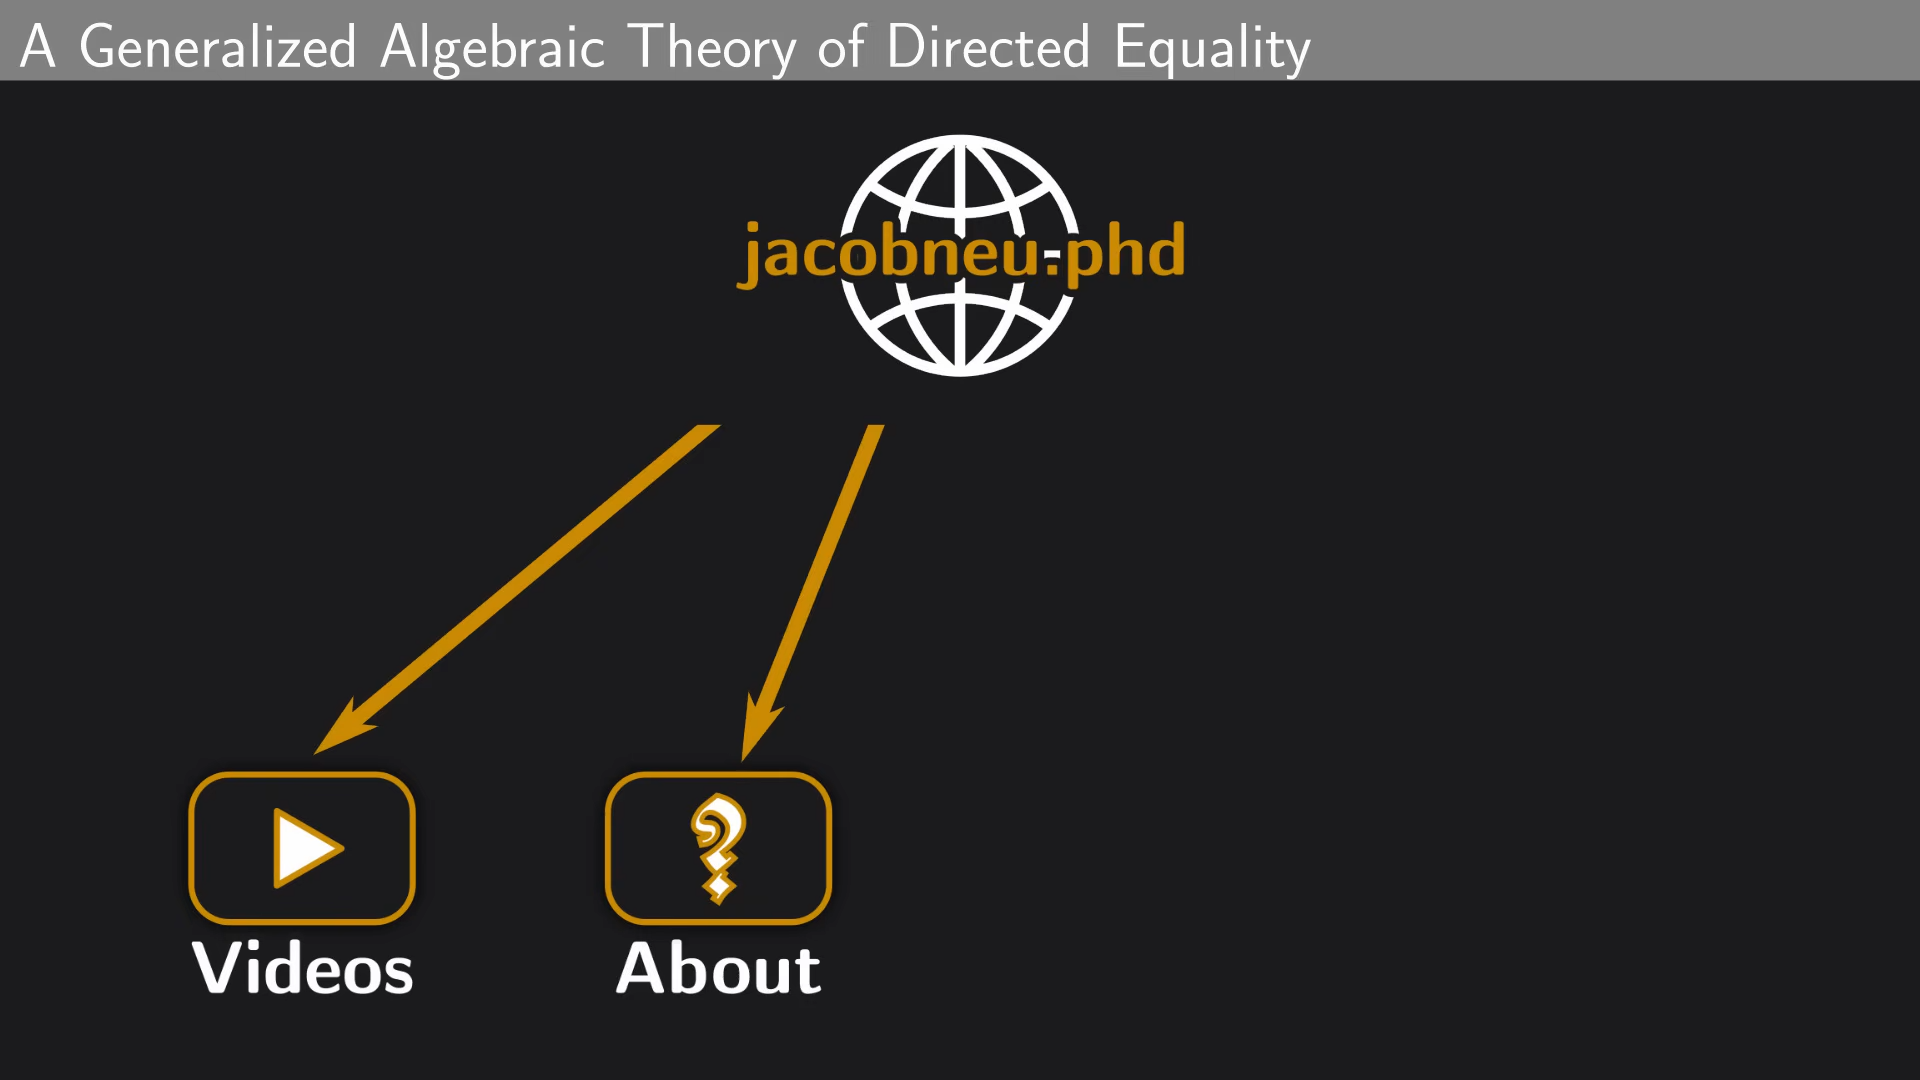 A Generalized Algebraic Theory of Directed Equality
jacobneu.phd
?
Videos
About